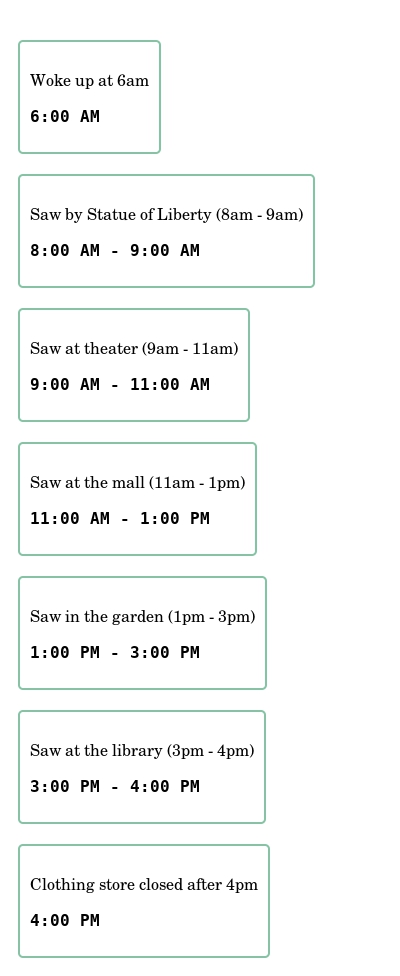 Woke up at 6am
6:00 AM
Saw by Statue of Liberty (8am - 9am)
8:00 AM - 9:00 AM
Saw at theater (9am - 11am)
9:00 AM - 11:00 AM
Saw at the mall (11am - 1pm)
11:00 AM - 1:00 PM
Saw in the garden (1pm - 3pm)
1:00 PM - 3:00 PM
Saw at the library (3pm - 4pm)
3:00 PM - 4:00 PM
Clothing store closed after 4pm
4:00 PM